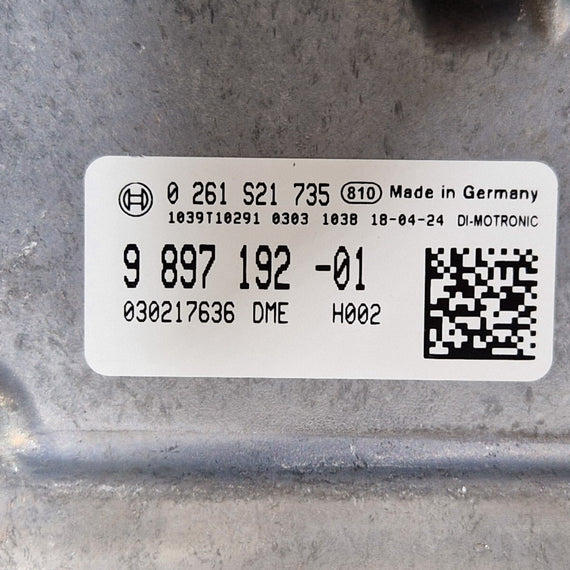 0 261 S21 735 810 Made in Germany
1039T10291 0303 1038 18-04-24 DI-MOTRONIC
9 897 192 -01
030217636 DME H002